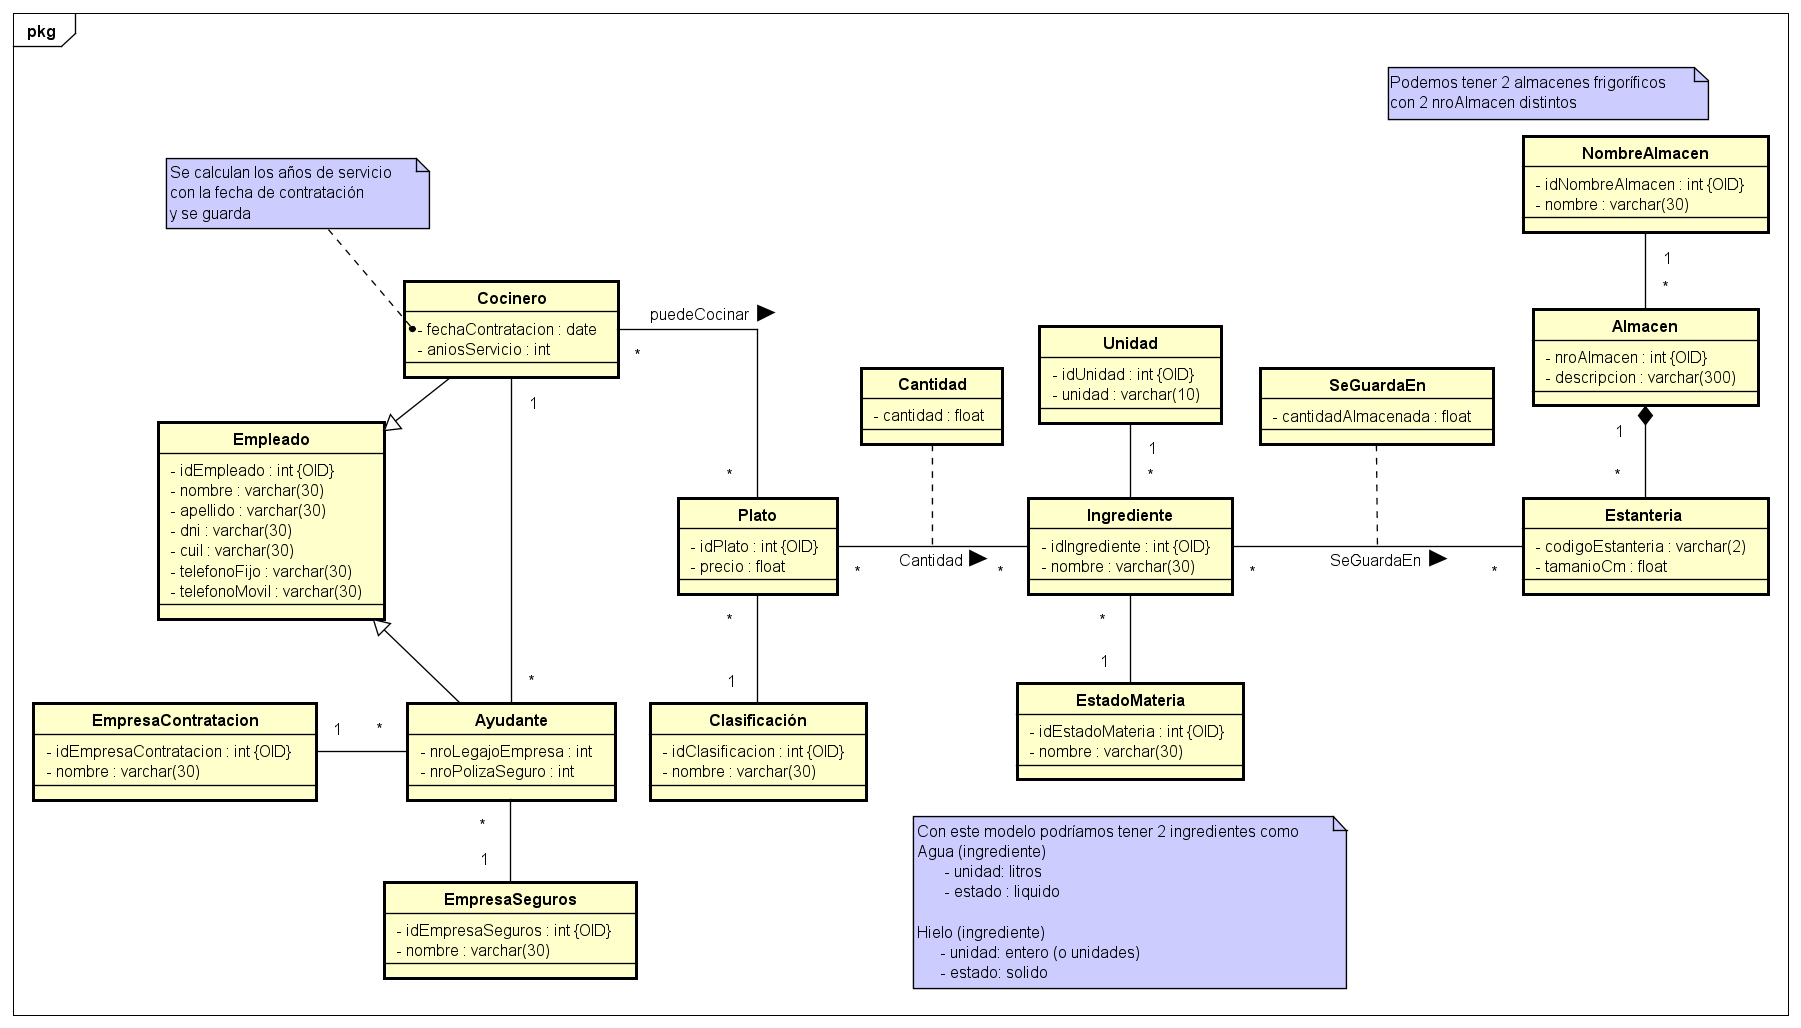 pkg
Podemos tener 2 almacenes frigoríficos
con 2 nroAlmacen distintos
NombreAlmacen
- idNombreAlmacen : int {OID}
- nombre : varchar(30)
1
*
Se calculan los años de servicio
con la fecha de contratación
y se guarda
Cocinero
- fechaContratacion : date
- aniosServicio : int
puedeCocinar
*
*
1
*
Almacen
- nroAlmacen : int {OID}
- descripcion : varchar(300)
1
*
Unidad
- idUnidad : int {OID}
- unidad : varchar(10)
1
*
Cantidad
- cantidad : float
SeGuardaEn
- cantidadAlmacenada : float
Empleado
- idEmpleado : int {OID}
- nombre : varchar(30)
- apellido : varchar(30)
- dni : varchar(30)
- cuil : varchar(30)
- telefonoFijo : varchar(30)
- telefonoMovil : varchar(30)
Plato
- idPlato : int {OID}
- precio : float
*
Cantidad
*
Ingrediente
- idIngrediente : int {OID}
- nombre : varchar(30)
*
SeGuardaEn
*
Estanteria
- codigoEstanteria : varchar(2)
- tamanioCm : float
*
1
*
1
EmpresaContratacion
- idEmpresaContratacion : int {OID}
- nombre : varchar(30)
1
*
Ayudante
- nroLegajoEmpresa : int
- nroPolizaSeguro : int
Clasificación
- idClasificacion : int {OID}
- nombre : varchar(30)
EstadoMateria
- idEstadoMateria : int {OID}
- nombre : varchar(30)
*
1
EmpresaSeguros
- idEmpresaSeguros : int {OID}
- nombre : varchar(30)
Con este modelo podríamos tener 2 ingredientes como
Agua (ingrediente)
- unidad: litros
- estado : liquido
Hielo (ingrediente)
- unidad: entero (o unidades)
- estado: solido